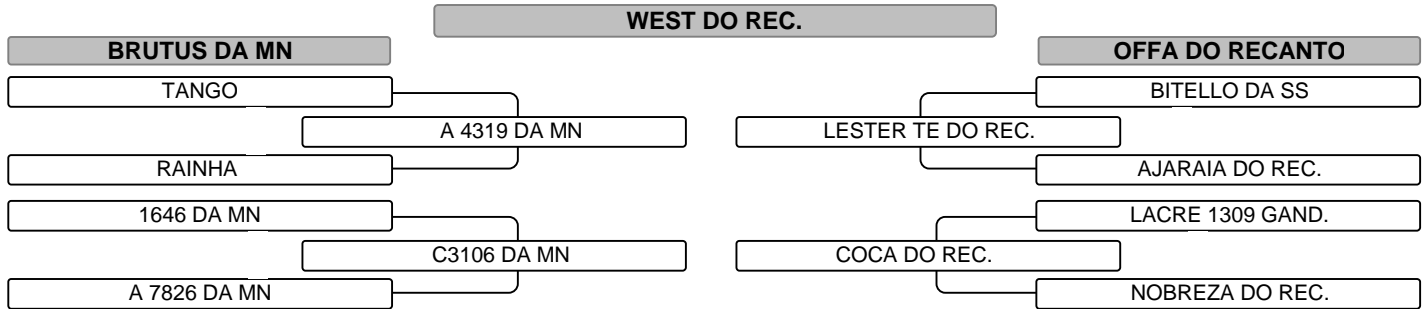 WEST DO REC.
BRUTUS DA MN
OFFA DO RECANTO
TANGO
BITELLO DA SS
A 4319 DA MN
LESTER TE DO REC.
RAINHA
AJARAIA DO REC.
1646 DA MN
LACRE 1309 GAND.
C3106 DA MN
COCA DO REC.
A 7826 DA MN
NOBREZA DO REC.